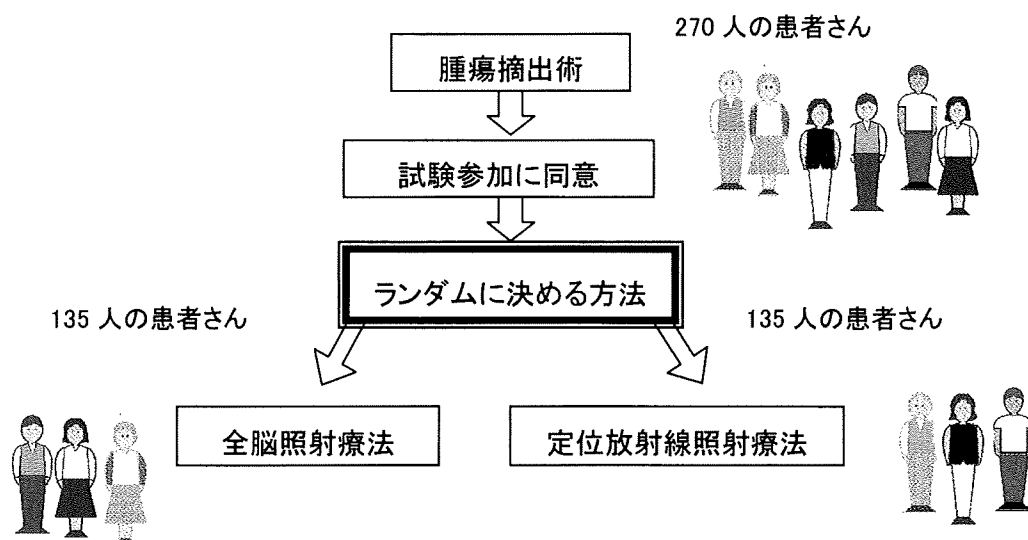 270 人の患者さん
腫瘍摘出術
試験参加に同意
ランダムに決める方法
135 人の患者さん
135 人の患者さん
全脳照射療法
定位放射線照射療法